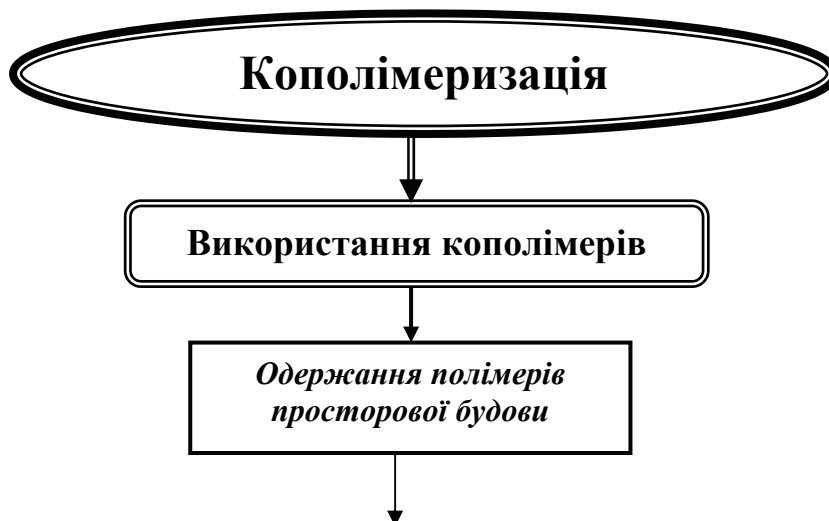 Кополімеризація
Використання кополімерів
Одержання полімерів
просторової будови